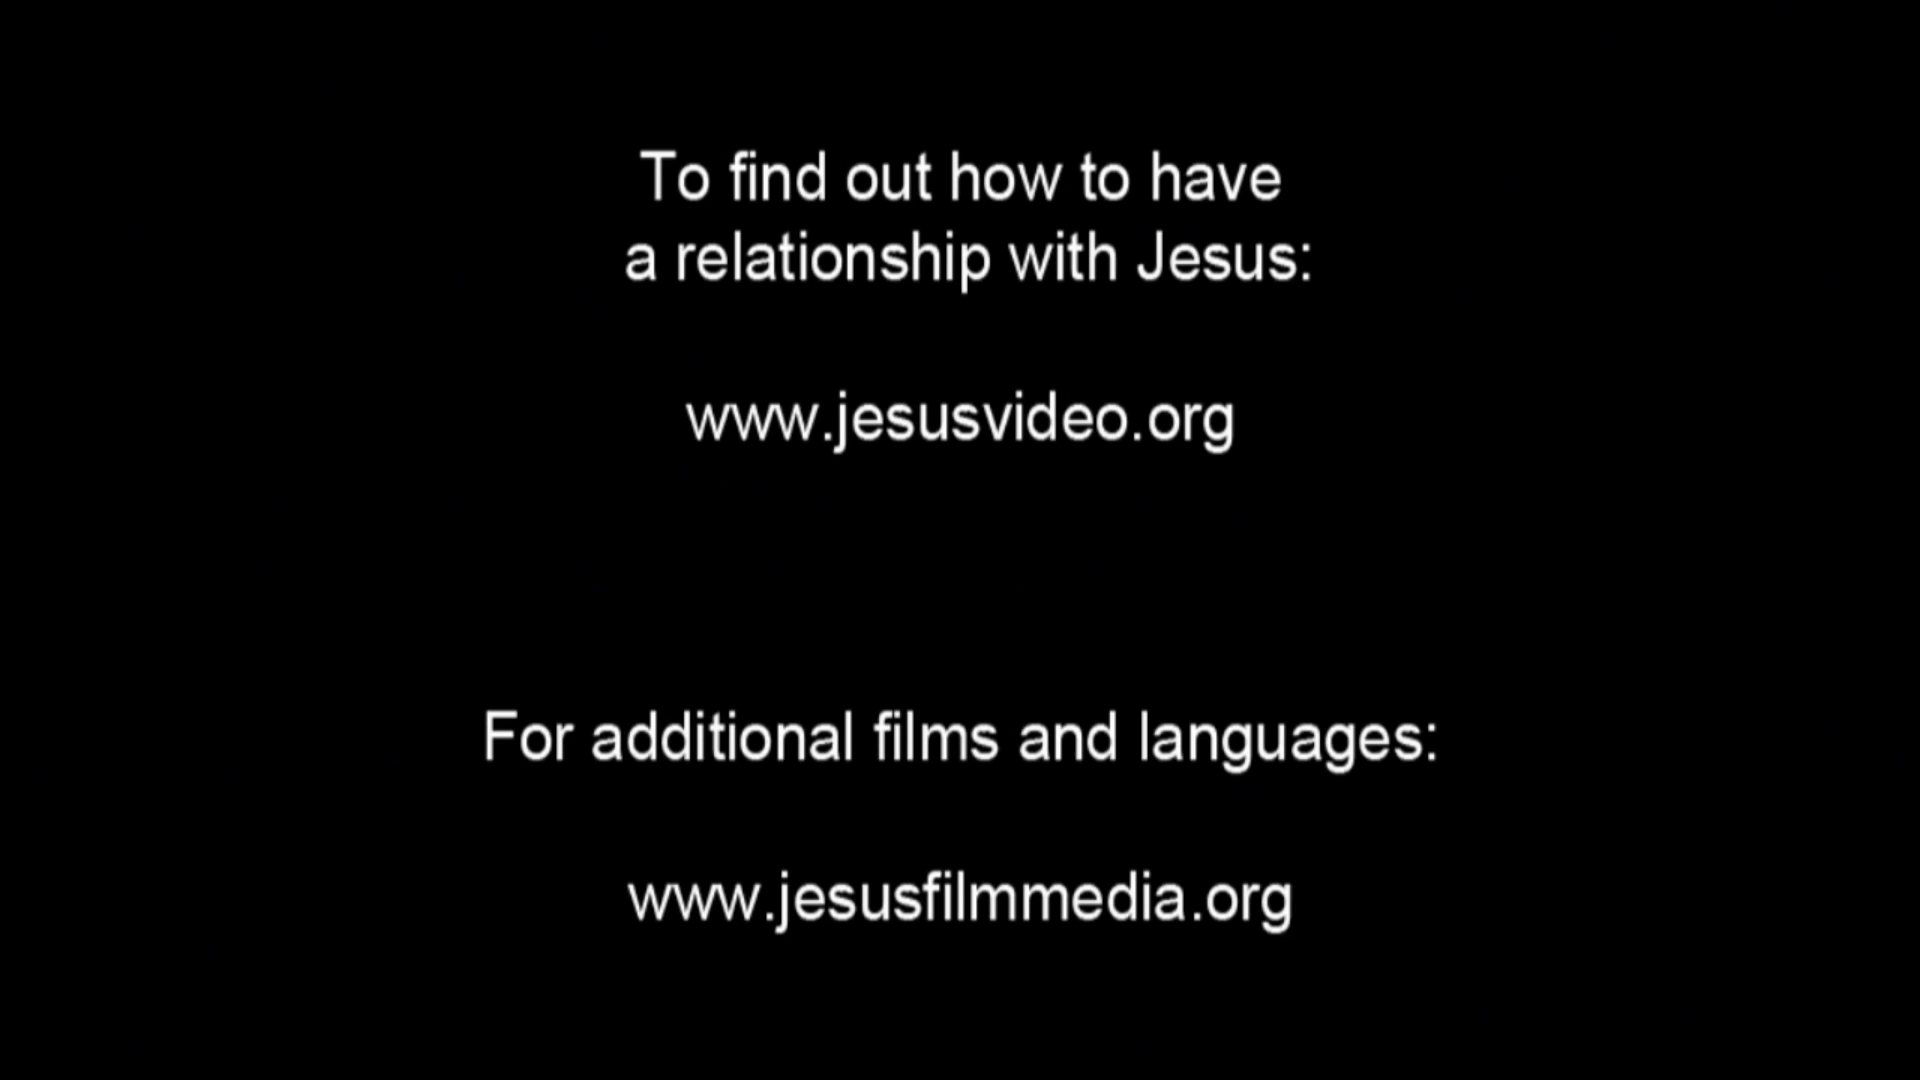 To find out how to have
a relationship with Jesus:
www.jesusvideo.org
For additional films and languages:
www.jesusfilmmedia.org